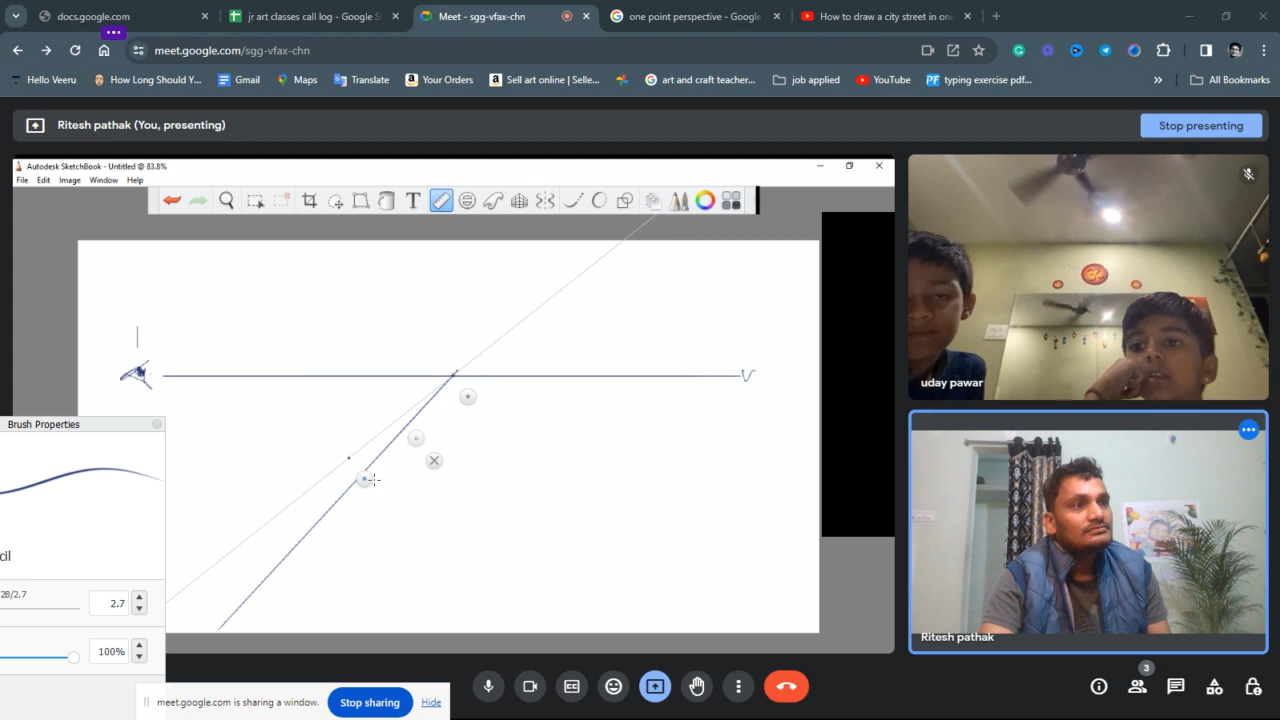 docs.google.com
jr art classes call log - Google S
Meet - sgg-vfax-chn
one point perspective - Google
How to draw a city street in one
meet.google.com/sgg-vfax-chn
Hello Veeru
How Long Should Y...
Gmail
Maps
Translate
Your Orders
Sell art online | Selle...
art and craft teacher...
job applied
YouTube
typing exercise pdf...
All Bookmarks
Ritesh pathak (You, presenting)
Stop presenting
Autodesk SketchBook - Untitled @ 83.8%
File Edit Image Window Help
T
V
uday pawar
Brush Properties
cil
2B/2.7
2.7
100%
Ritesh pathak
3
meet.google.com is sharing a window.
Stop sharing
Hide